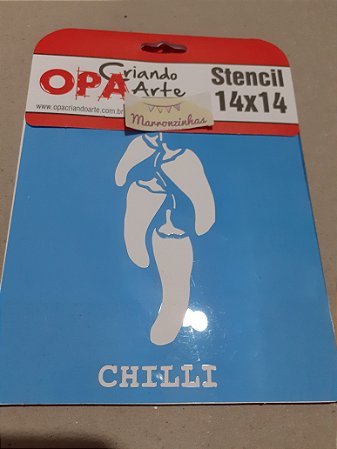 OPA Criando Arte
www.opacriandoarte.com.br
Stencil
14x14
Marronzinhas
CHILLI